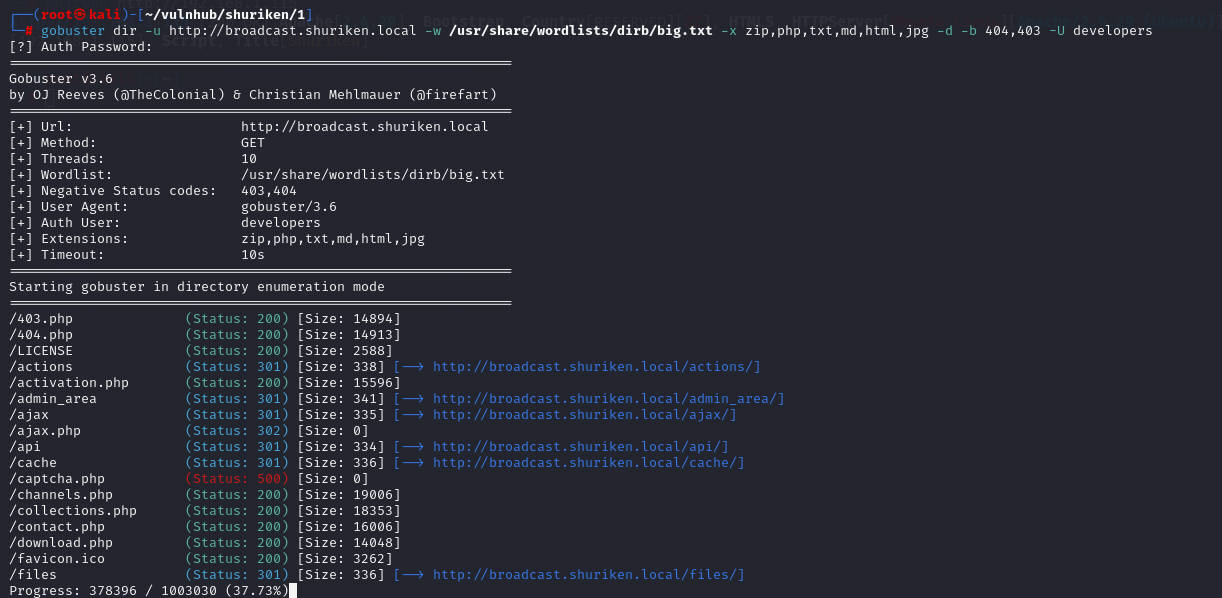 ┌──(root㉿kali)-[~/vulnhub/shuriken/1]
└─# gobuster dir -u http://broadcast.shuriken.local -w /usr/share/wordlists/dirb/big.txt -x zip,php,txt,md,html,jpg -d -b 404,403 -U developers
[?] Auth Password:
===============================================================
Gobuster v3.6
by OJ Reeves (@TheColonial) & Christian Mehlmauer (@firefart)
===============================================================
[+] Url: http://broadcast.shuriken.local
[+] Method: GET
[+] Threads: 10
[+] Wordlist: /usr/share/wordlists/dirb/big.txt
[+] Negative Status codes: 403,404
[+] User Agent: gobuster/3.6
[+] Auth User: developers
[+] Extensions: zip,php,txt,md,html,jpg
[+] Timeout: 10s
===============================================================
Starting gobuster in directory enumeration mode
===============================================================
/403.php (Status: 200) [Size: 14894]
/404.php (Status: 200) [Size: 14913]
/LICENSE (Status: 200) [Size: 2588]
/actions (Status: 301) [Size: 338] [--> http://broadcast.shuriken.local/actions/]
/activation.php (Status: 200) [Size: 15596]
/admin_area (Status: 301) [Size: 341] [--> http://broadcast.shuriken.local/admin_area/]
/ajax (Status: 301) [Size: 335] [--> http://broadcast.shuriken.local/ajax/]
/ajax.php (Status: 302) [Size: 0]
/api (Status: 301) [Size: 334] [--> http://broadcast.shuriken.local/api/]
/cache (Status: 301) [Size: 336] [--> http://broadcast.shuriken.local/cache/]
/captcha.php (Status: 500) [Size: 0]
/channels.php (Status: 200) [Size: 19006]
/collections.php (Status: 200) [Size: 18353]
/contact.php (Status: 200) [Size: 16006]
/download.php (Status: 200) [Size: 14048]
/favicon.ico (Status: 200) [Size: 3262]
/files (Status: 301) [Size: 336] [--> http://broadcast.shuriken.local/files/]
Progress: 378396 / 1003030 (37.73%)